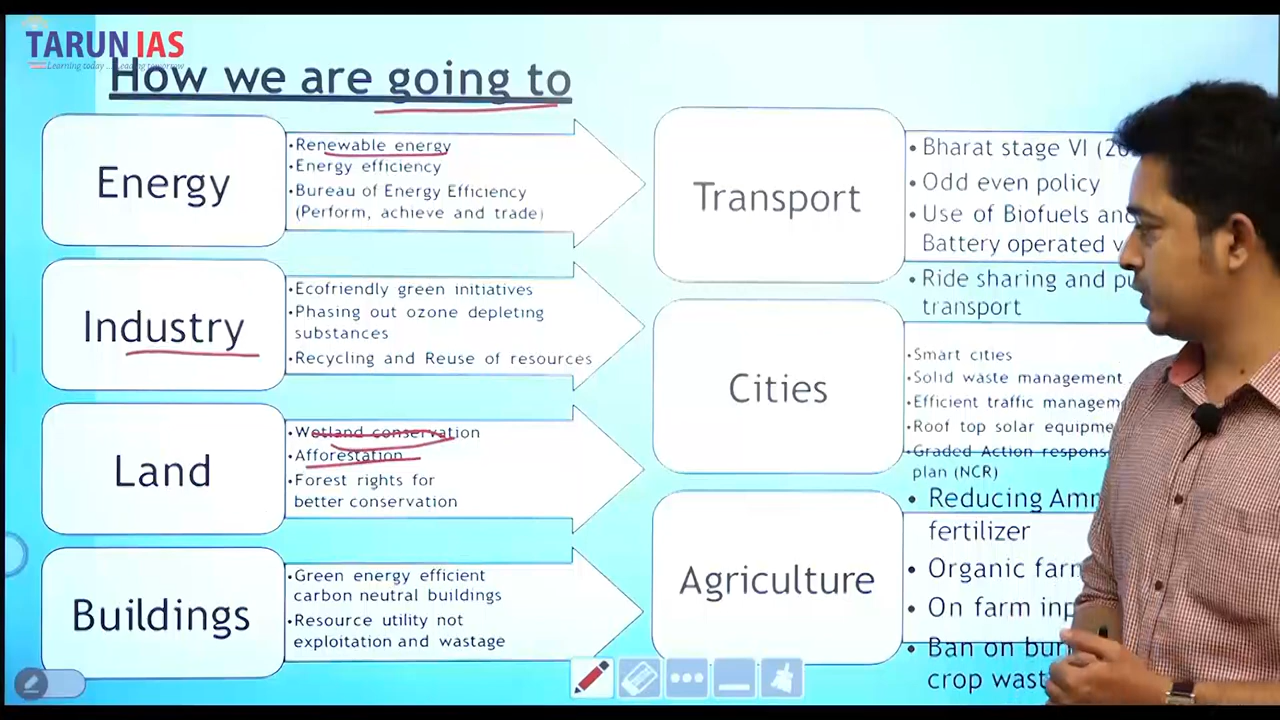 TARUN IAS
Learning today ... Leading tomorrow
How we are going to
Energy
•Renewable energy
•Energy efficiency
•Bureau of Energy Efficiency
(Perform, achieve and trade)
Industry
•Ecofriendly green initiatives
•Phasing out ozone depleting
substances
•Recycling and Reuse of resources
Land
•Wetland conservation
•Afforestation
•Forest rights for
better conservation
Buildings
•Green energy efficient
carbon neutral buildings
•Resource utility not
exploitation and wastage
Transport
• Bharat stage VI
• Odd even policy
• Use of Biofuels and
Battery operated
• Ride sharing and
transport
Cities
•Smart cities
•Solid waste management
•Efficient traffic
•Roof top solar
•Graded Action
plan (NCR)
Agriculture
• Reducing
fertilizer
• Organic
• On farm
• Ban on
crop